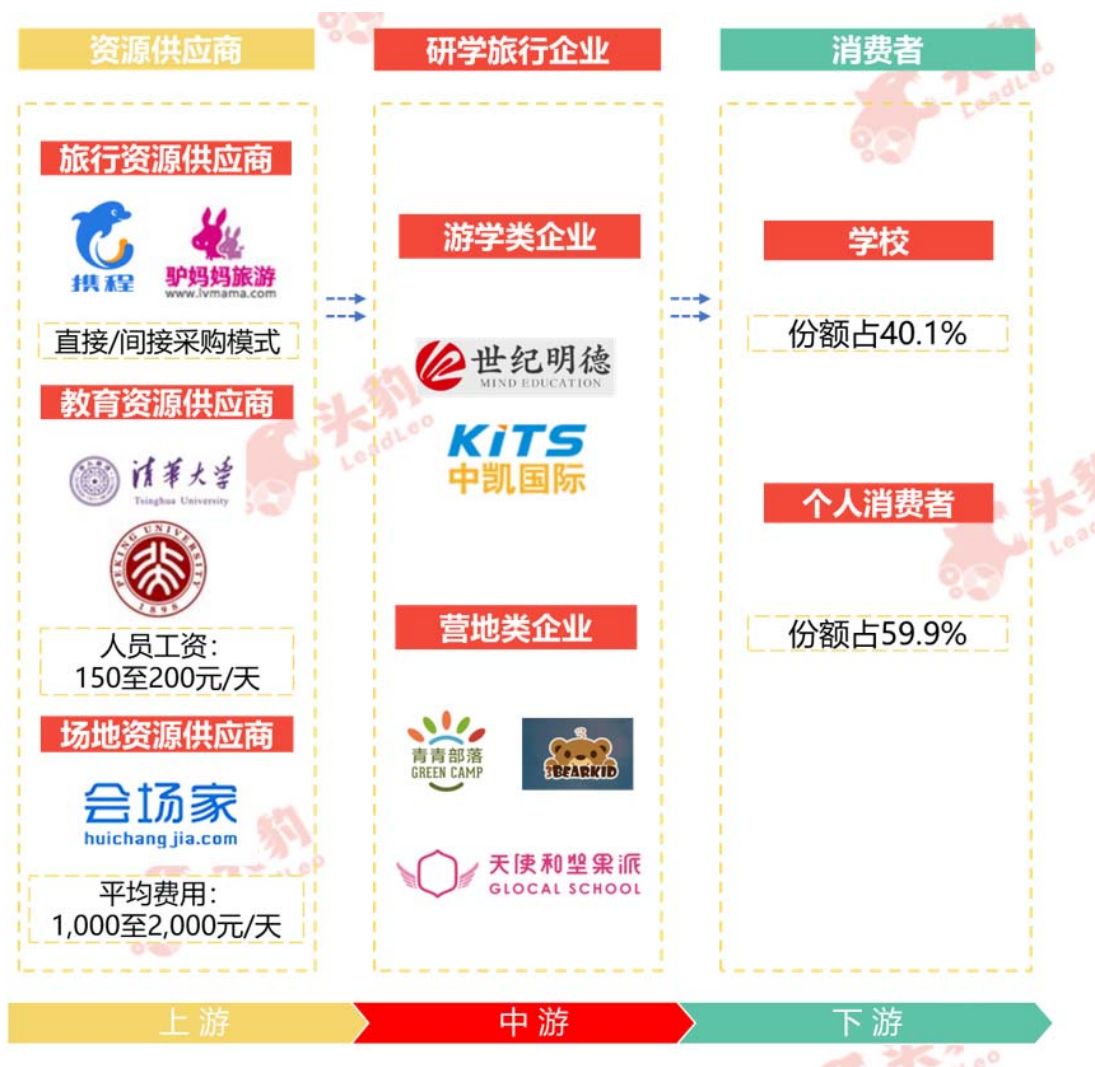 资源供应商
研学旅行企业
消费者
旅行资源供应商
携程
驴妈妈旅游
www.lvmama.com
直接/间接采购模式
教育资源供应商
清华大学
Tsinghua University
PEKING UNIVERSITY
1898
人员工资：
150至200元/天
场地资源供应商
会场家
huichangjia.com
平均费用：
1,000至2,000元/天
游学类企业
世纪明德
MIND EDUCATION
KiTS
中凯国际
营地类企业
青青部落
GREEN CAMP
3BEARKID
天使和坚果派
GLOCAL SCHOOL
学校
份额占40.1%
个人消费者
份额占59.9%
上游
中游
下游
头豹
LeadLeo
头豹
LeadLeo